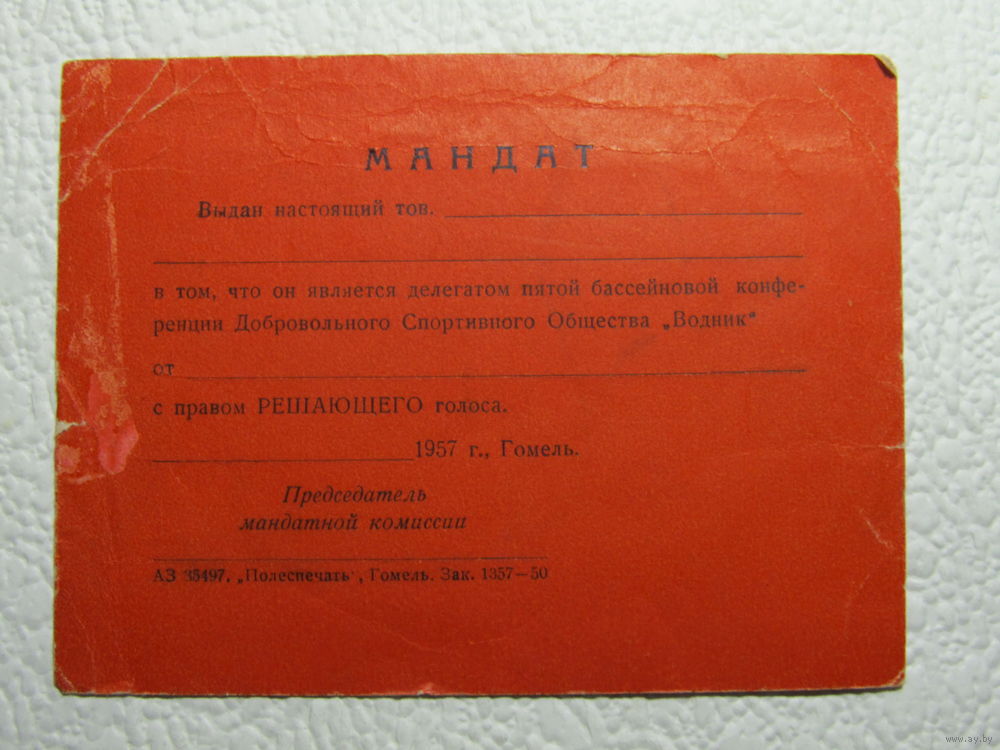 МАНДАТ
Выдан настоящий тов.
в том, что он является делегатом пятой бассейновой конфе-
ренции Добровольного Спортивного Общества „Водник“
от
с правом РЕШАЮЩЕГО голоса.
1957 г., Гомель.
Председатель
мандатной комиссии
АЗ 35497. „Полеспечать“, Гомель. Зак. 1357—50
www.ay.by